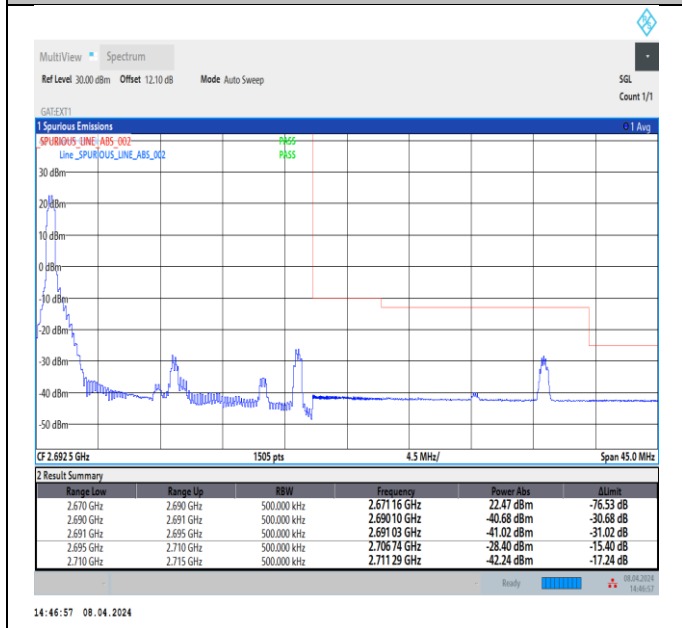 MultiView Spectrum
Ref Level 30.00 dBm Offset 12.10 dB Mode Auto Sweep SGL
Count 1/1
GAT:EXT1
1 Spurious Emissions 1 Avg
_SPURIOUS_LINE_ABS_002 PASS
Line _SPURIOUS_LINE_ABS_002 PASS
30 dBm
20 dBm
10 dBm
0 dBm
-10 dBm
-20 dBm
-30 dBm
-40 dBm
-50 dBm
CF 2.692 5 GHz 1505 pts 4.5 MHz/ Span 45.0 MHz
2 Result Summary
Range Low Range Up RBW Frequency Power Abs ΔLimit
2.670 GHz 2.690 GHz 500.000 kHz 2.671 16 GHz 22.47 dBm -76.53 dB
2.690 GHz 2.691 GHz 500.000 kHz 2.690 10 GHz -40.68 dBm -30.68 dB
2.691 GHz 2.695 GHz 500.000 kHz 2.691 03 GHz -41.02 dBm -31.02 dB
2.695 GHz 2.710 GHz 500.000 kHz 2.706 74 GHz -28.40 dBm -15.40 dB
2.710 GHz 2.715 GHz 500.000 kHz 2.711 29 GHz -42.24 dBm -17.24 dB
Ready 08.04.2024
14:46:57
14:46:57 08.04.2024